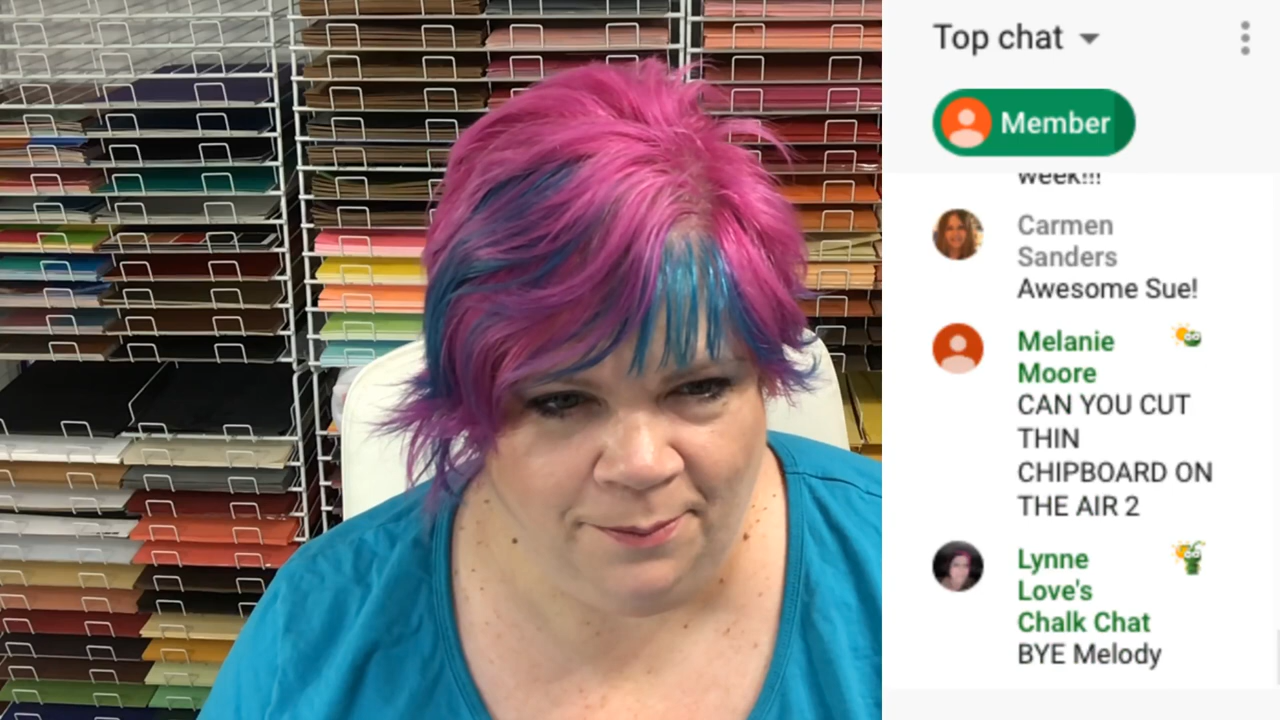 Top chat
Member
week!!!
Carmen
Sanders
Awesome Sue!
Melanie
Moore
CAN YOU CUT
THIN
CHIPBOARD ON
THE AIR 2
Lynne
Love's
Chalk Chat
BYE Melody